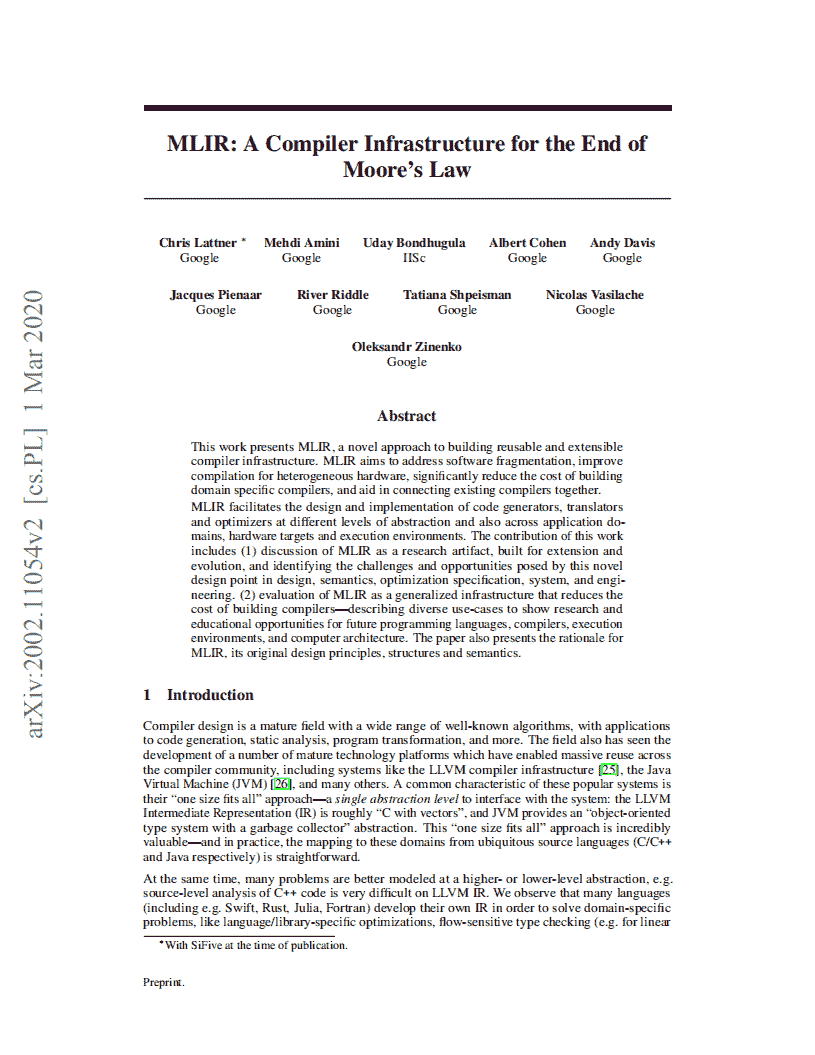 MLIR: A Compiler Infrastructure for the End of
Moore's Law
Chris Lattner * Mehdi Amini Uday Bondhugula Albert Cohen Andy Davis
Google Google IISc Google Google
Jacques Pienaar River Riddle Tatiana Shpeisman Nicolas Vasilache
Google Google Google Google
Oleksandr Zinenko
Google
arXiv:2002.11054v2 [cs.PL] 1 Mar 2020
Abstract
This work presents MLIR, a novel approach to building reusable and extensible
compiler infrastructure. MLIR aims to address software fragmentation, improve
compilation for heterogeneous hardware, significantly reduce the cost of building
domain specific compilers, and aid in connecting existing compilers together.
MLIR facilitates the design and implementation of code generators, translators
and optimizers at different levels of abstraction and also across application do-
mains, hardware targets and execution environments. The contribution of this work
includes (1) discussion of MLIR as a research artifact, built for extension and
evolution, and identifying the challenges and opportunities posed by this novel
design point in design, semantics, optimization specification, system, and engi-
neering. (2) evaluation of MLIR as a generalized infrastructure that reduces the
cost of building compilers—describing diverse use-cases to show research and
educational opportunities for future programming languages, compilers, execution
environments, and computer architecture. The paper also presents the rationale for
MLIR, its original design principles, structures and semantics.
1 Introduction
Compiler design is a mature field with a wide range of well-known algorithms, with applications
to code generation, static analysis, program transformation, and more. The field also has seen the
development of a number of mature technology platforms which have enabled massive reuse across
the compiler community, including systems like the LLVM compiler infrastructure [25], the Java
Virtual Machine (JVM) [26], and many others. A common characteristic of these popular systems is
their “one size fits all” approach—a single abstraction level to interface with the system: the LLVM
Intermediate Representation (IR) is roughly “C with vectors”, and JVM provides an “object-oriented
type system with a garbage collector” abstraction. This “one size fits all” approach is incredibly
valuable—and in practice, the mapping to these domains from ubiquitous source languages (C/C++
and Java respectively) is straightforward.
At the same time, many problems are better modeled at a higher- or lower-level abstraction, e.g.
source-level analysis of C++ code is very difficult on LLVM IR. We observe that many languages
(including e.g. Swift, Rust, Julia, Fortran) develop their own IR in order to solve domain-specific
problems, like language/library-specific optimizations, flow-sensitive type checking (e.g. for linear
*With SiFive at the time of publication.
Preprint.